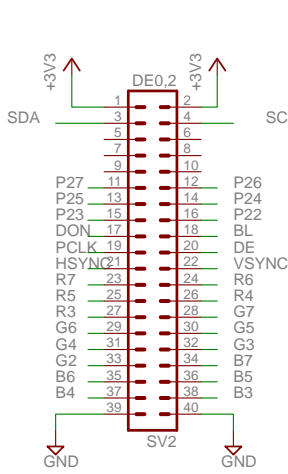 +3V3 +3V3
DE0,2
1 2
SDA 3 4 SC
5 6
7 8
9 10
P27 11 12 P26
P25 13 14 P24
P23 15 16 P22
DON 17 18 BL
PCLK 19 20 DE
HSYNC 21 22 VSYNC
R7 23 24 R6
R5 25 26 R4
R3 27 28 G7
G6 29 30 G5
G4 31 32 G3
G2 33 34 B7
B6 35 36 B5
B4 37 38 B3
39 40
SV2
GND GND